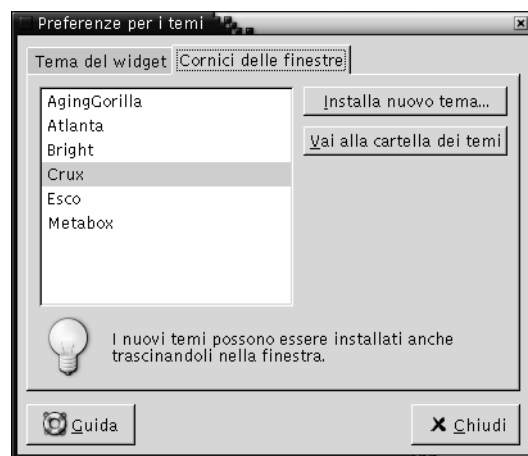 Preferenze per i temi
Tema del widget
Cornici delle finestre
AgingGorilla
Atlanta
Bright
Crux
Esco
Metabox
Installa nuovo tema...
Vai alla cartella dei temi
I nuovi temi possono essere installati anche
trascinandoli nella finestra.
Guida
Chiudi